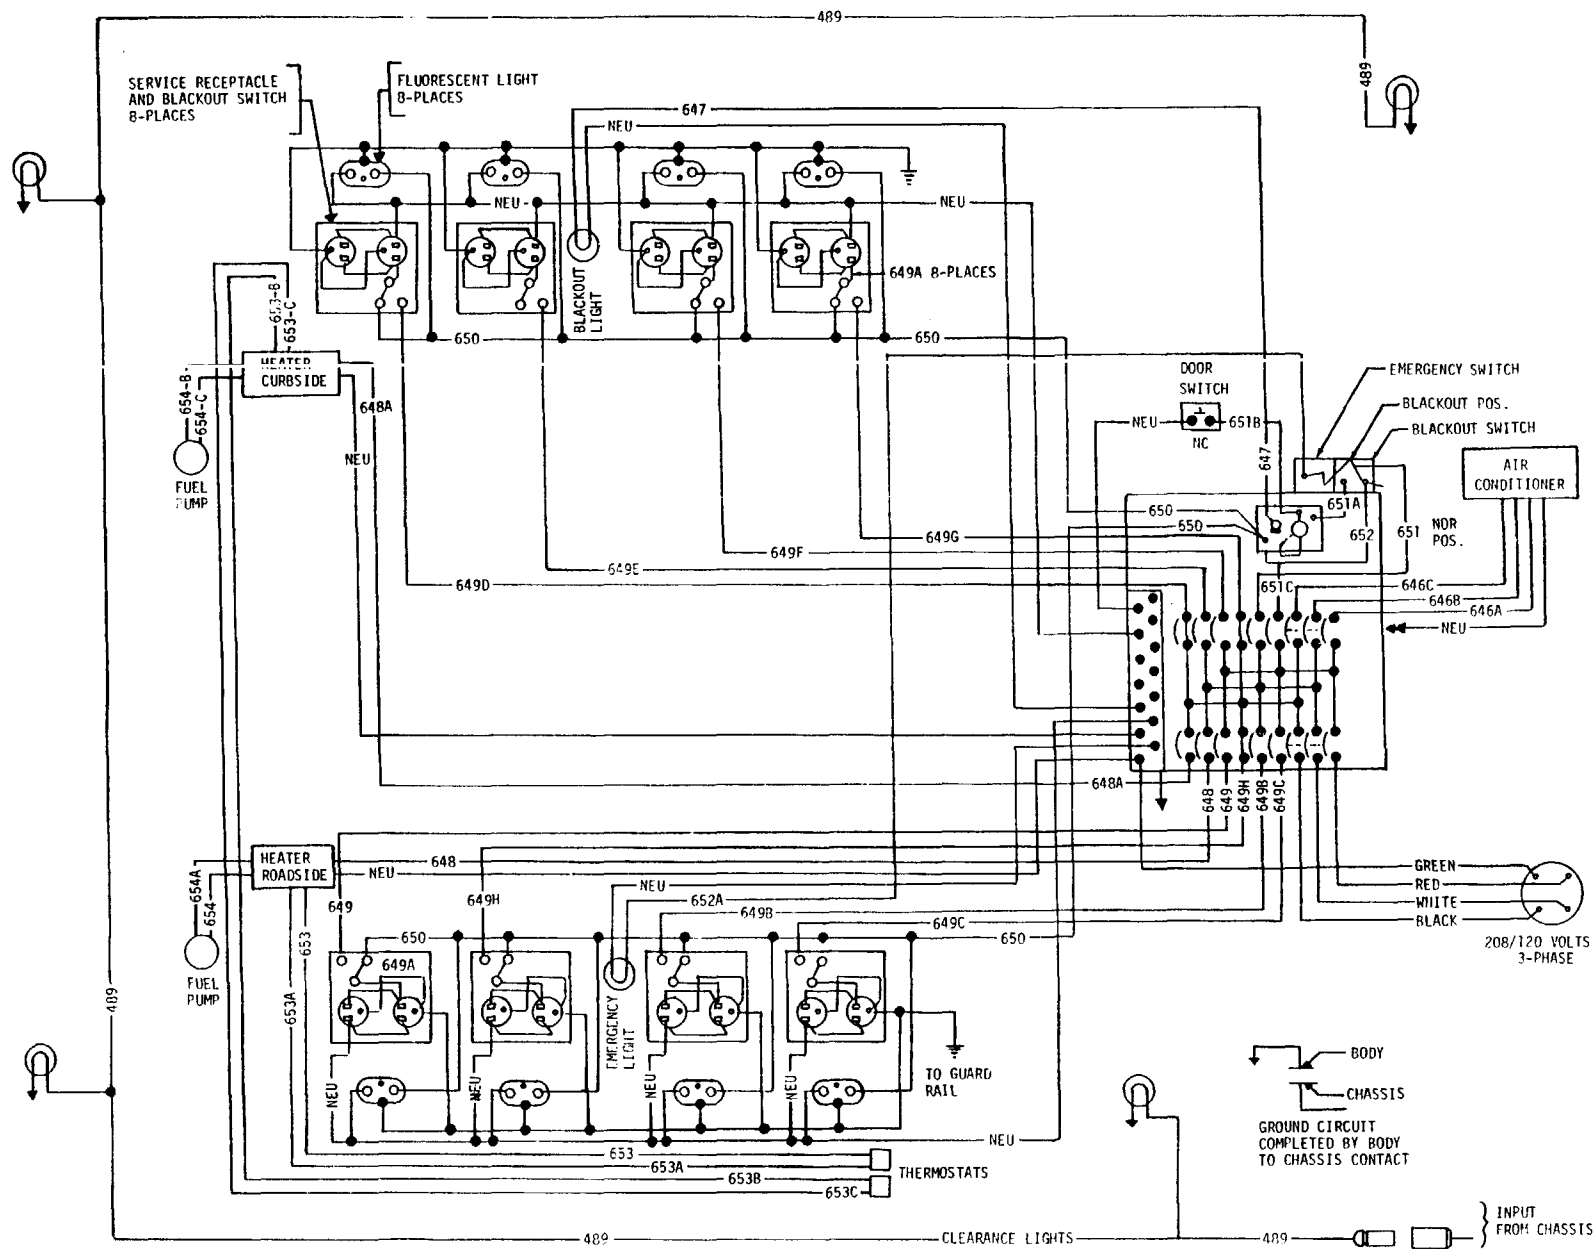 489
489
SERVICE RECEPTACLE
AND BLACKOUT SWITCH
8-PLACES
FLUORESCENT LIGHT
8-PLACES
647
NEU
NEU
NEU
649A 8-PLACES
BLACKOUT
LIGHT
653-B
653-C
650
650
HEATER
CURBSIDE
654-B
654-C
648A
NEU
FUEL
PUMP
DOOR
SWITCH
NEU
651B
NC
647
EMERGENCY SWITCH
BLACKOUT POS.
BLACKOUT SWITCH
AIR
CONDITIONER
650
650
651A
652
651
NOR
POS.
649G
649F
649E
649D
651C
646C
646B
646A
NEU
648A
648
649
649H
649B
649C
HEATER
ROADSIDE
648
NEU
654A
654
649
649H
NEU
652A
649B
649C
GREEN
RED
WHITE
BLACK
208/120 VOLTS
3-PHASE
650
650
649A
FUEL
PUMP
653A
653
489
EMERGENCY
LIGHT
NEU
NEU
NEU
NEU
TO GUARD
RAIL
NEU
653
653A
653B
653C
THERMOSTATS
BODY
CHASSIS
GROUND CIRCUIT
COMPLETED BY BODY
TO CHASSIS CONTACT
489
CLEARANCE LIGHTS
489
INPUT
FROM CHASSIS